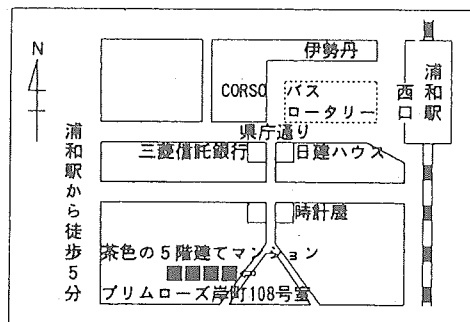 N
伊勢丹
CORSO
バス
ロータリー
浦和駅
西口
県庁通り
三菱信託銀行
日建ハウス
時計屋
浦和駅から徒歩5分
茶色の5階建てマンション
プリムローズ岸町108号室